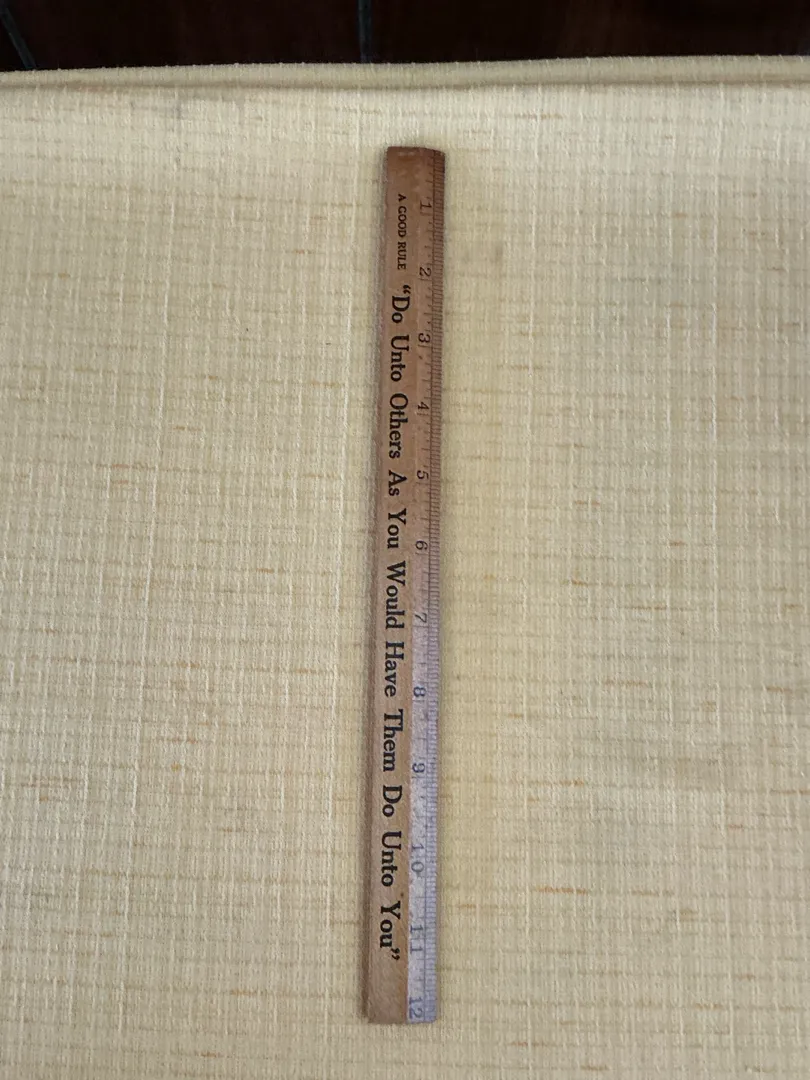 1 2 3 4 5 6 7 8 9 10 11 12
A GOOD RULE “Do Unto Others As You Would Have Them Do Unto You”